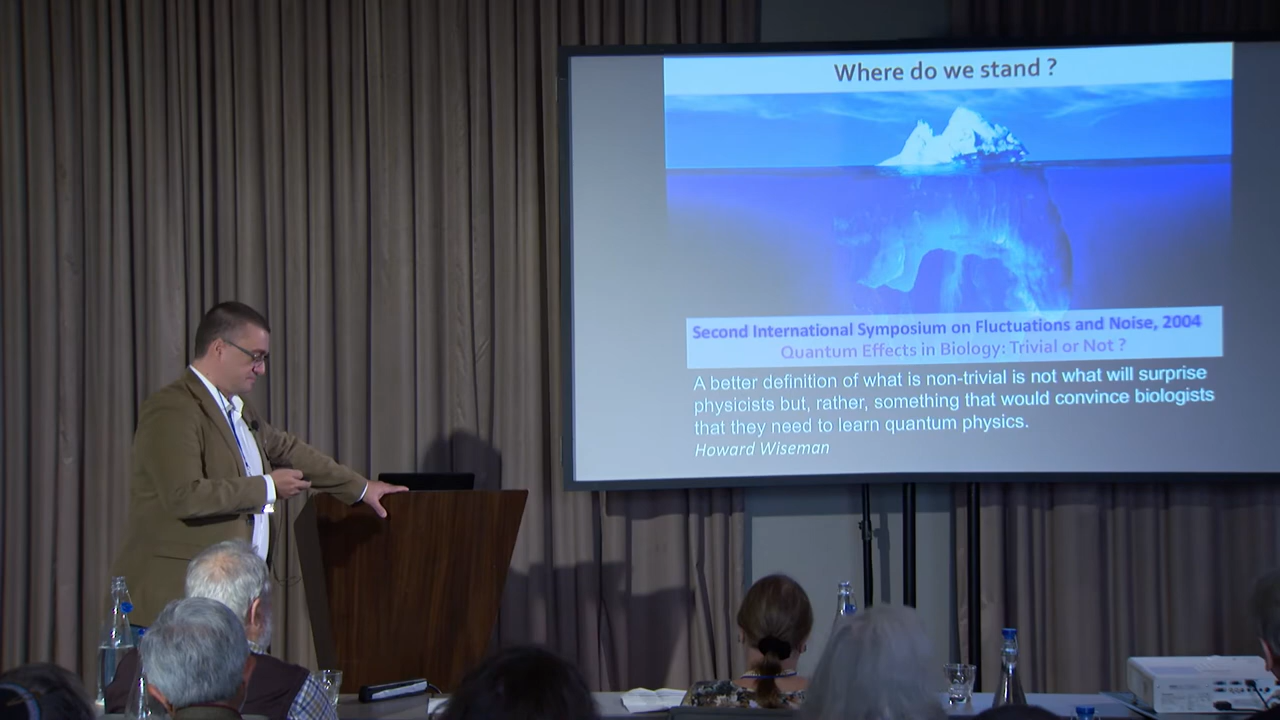 Where do we stand ?
Second International Symposium on Fluctuations and Noise, 2004
Quantum Effects in Biology: Trivial or Not ?
A better definition of what is non-trivial is not what will surprise
physicists but, rather, something that would convince biologists
that they need to learn quantum physics.
Howard Wiseman